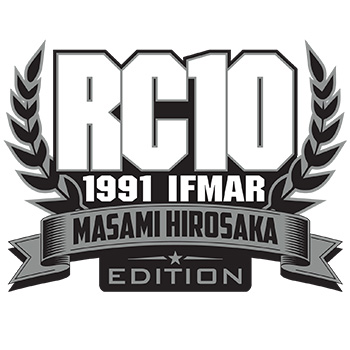 RC10
1991 IFMAR
MASAMI HIROSAKA
EDITION